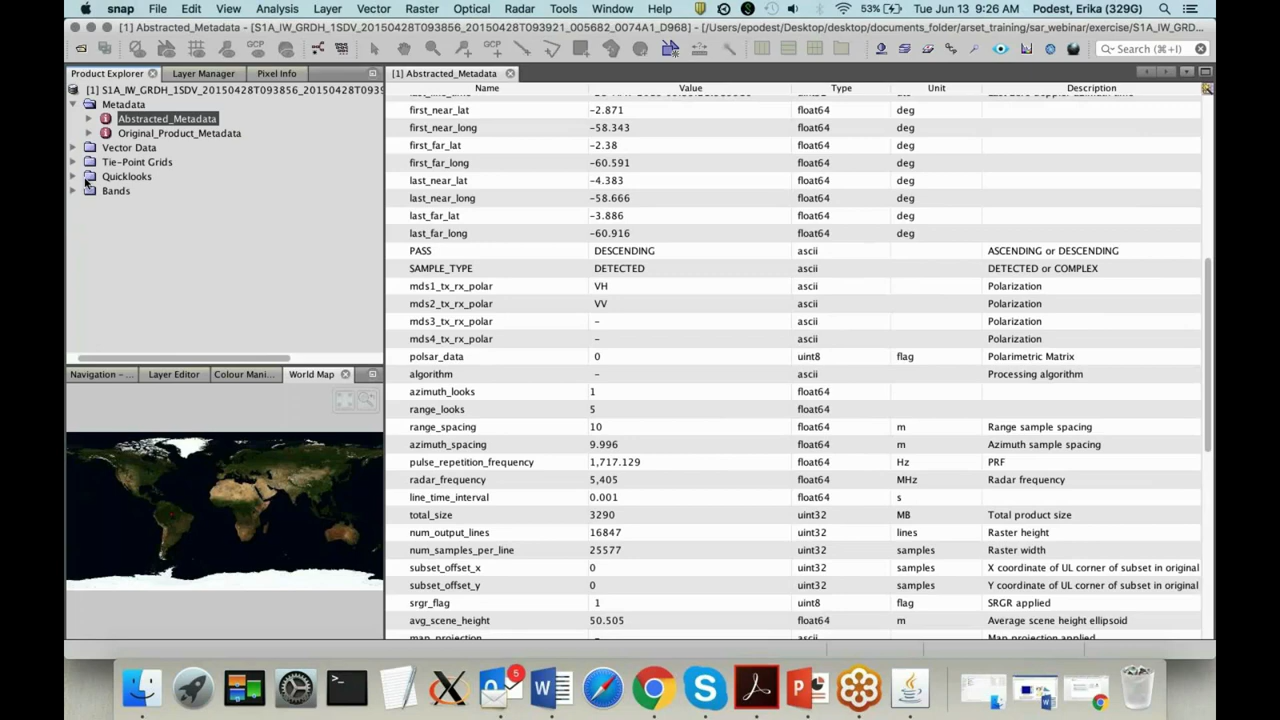 snap File Edit View Analysis Layer Vector Raster Optical Radar Tools Window Help 53% Tue Jun 13 9:26 AM Podest, Erika (329G)
[1] Abstracted_Metadata - [S1A_IW_GRDH_1SDV_20150428T093856_20150428T093921_005682_0074A1_D968] - [/Users/epodest/Desktop/desktop/documents_folder/arset_training/sar_webinar/exercise/S1A_IW_GRD...
GCP GCP Search (⌘+I)
Product Explorer Layer Manager Pixel Info [1] Abstracted_Metadata
[1] S1A_IW_GRDH_1SDV_20150428T093856_20150428T0939
Metadata
Abstracted_Metadata
Original_Product_Metadata
Vector Data
Tie-Point Grids
Quicklooks
Bands
Navigation – ... Layer Editor Colour Mani... World Map
Name Value Type Unit Description
first_near_lat -2.871 float64 deg
first_near_long -58.343 float64 deg
first_far_lat -2.38 float64 deg
first_far_long -60.591 float64 deg
last_near_lat -4.383 float64 deg
last_near_long -58.666 float64 deg
last_far_lat -3.886 float64 deg
last_far_long -60.916 float64 deg
PASS DESCENDING ascii ASCENDING or DESCENDING
SAMPLE_TYPE DETECTED ascii DETECTED or COMPLEX
mds1_tx_rx_polar VH ascii Polarization
mds2_tx_rx_polar VV ascii Polarization
mds3_tx_rx_polar - ascii Polarization
mds4_tx_rx_polar - ascii Polarization
polsar_data 0 uint8 flag Polarimetric Matrix
algorithm - ascii Processing algorithm
azimuth_looks 1 float64
range_looks 5 float64
range_spacing 10 float64 m Range sample spacing
azimuth_spacing 9.996 float64 m Azimuth sample spacing
pulse_repetition_frequency 1,717.129 float64 Hz PRF
radar_frequency 5,405 float64 MHz Radar frequency
line_time_interval 0.001 float64 s
total_size 3290 uint32 MB Total product size
num_output_lines 16847 uint32 lines Raster height
num_samples_per_line 25577 uint32 samples Raster width
subset_offset_x 0 uint32 samples X coordinate of UL corner of subset in original
subset_offset_y 0 uint32 samples Y coordinate of UL corner of subset in original
srgr_flag 1 uint8 flag SRGR applied
avg_scene_height 50.505 float64 m Average scene height ellipsoid
map_projection - ascii Map projection applied
5